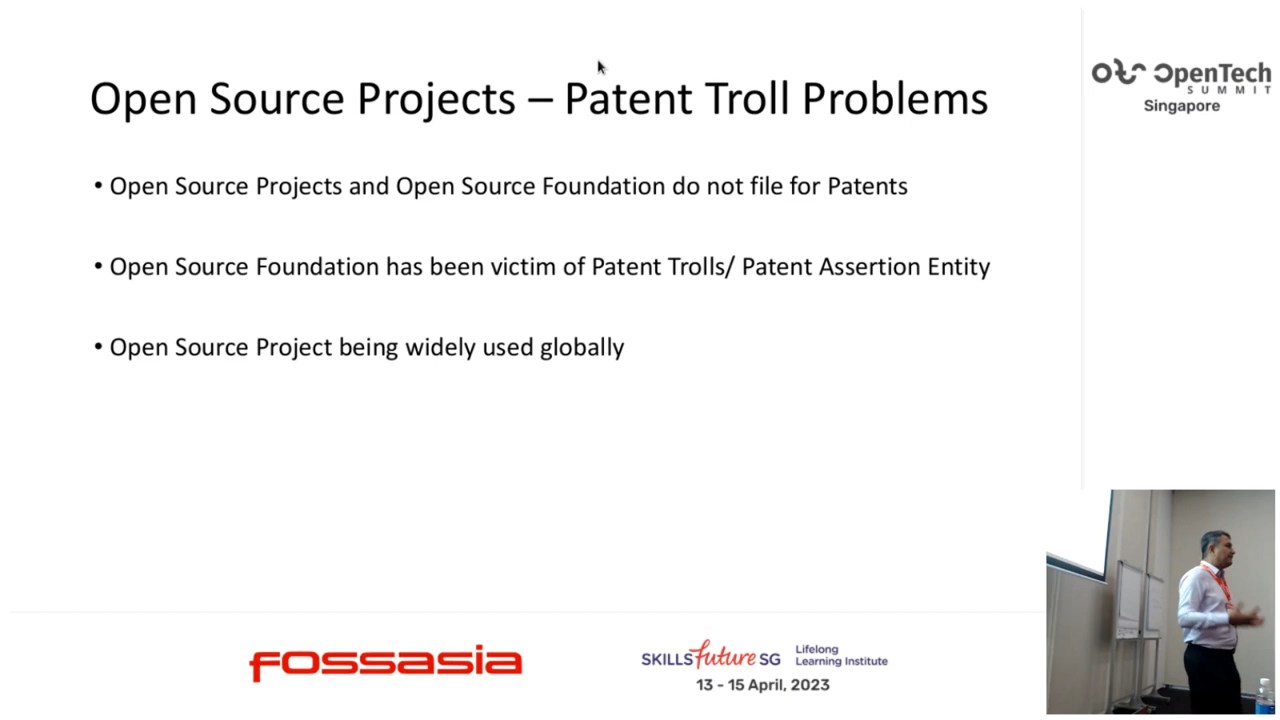 Open Source Projects – Patent Troll Problems
• Open Source Projects and Open Source Foundation do not file for Patents
• Open Source Foundation has been victim of Patent Trolls/ Patent Assertion Entity
• Open Source Project being widely used globally
OpenTech
SUMMIT
Singapore
fossasia
SKILLSfuture SG
Lifelong
Learning Institute
13 - 15 April, 2023